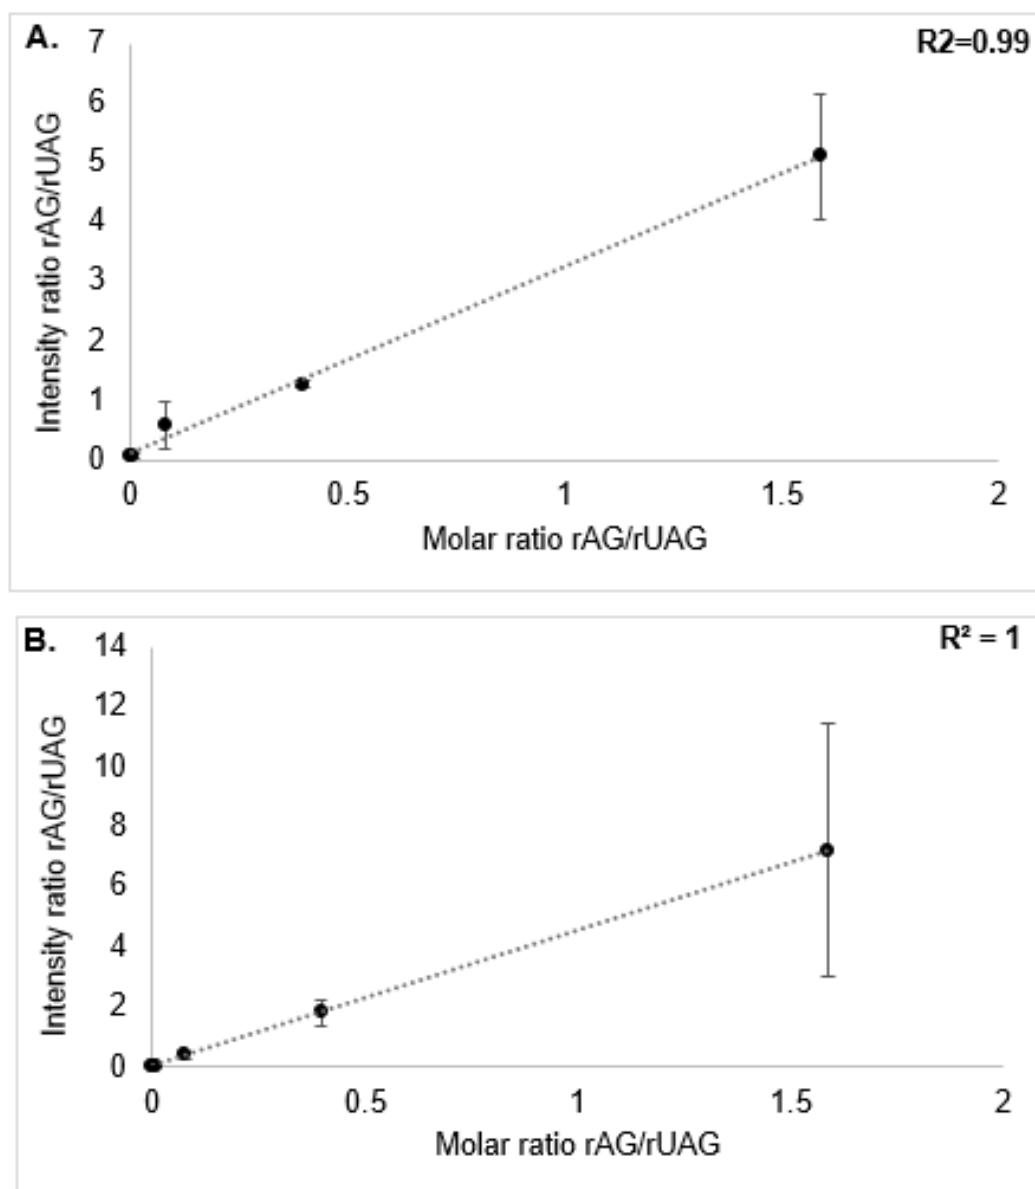 A.
R2=0.99
7
6
5
4
3
2
1
0
Intensity ratio rAG/rUAG
0 0.5 1 1.5 2
Molar ratio rAG/rUAG
B.
R² = 1
14
12
10
8
6
4
2
0
Intensity ratio rAG/rUAG
0 0.5 1 1.5 2
Molar ratio rAG/rUAG